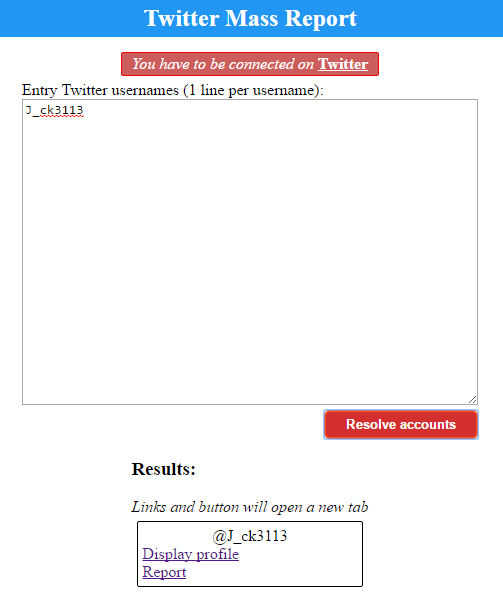 Twitter Mass Report
You have to be connected on Twitter
Entry Twitter usernames (1 line per username):
J_ck3113
Resolve accounts
Results:
Links and button will open a new tab
@J_ck3113
Display profile
Report